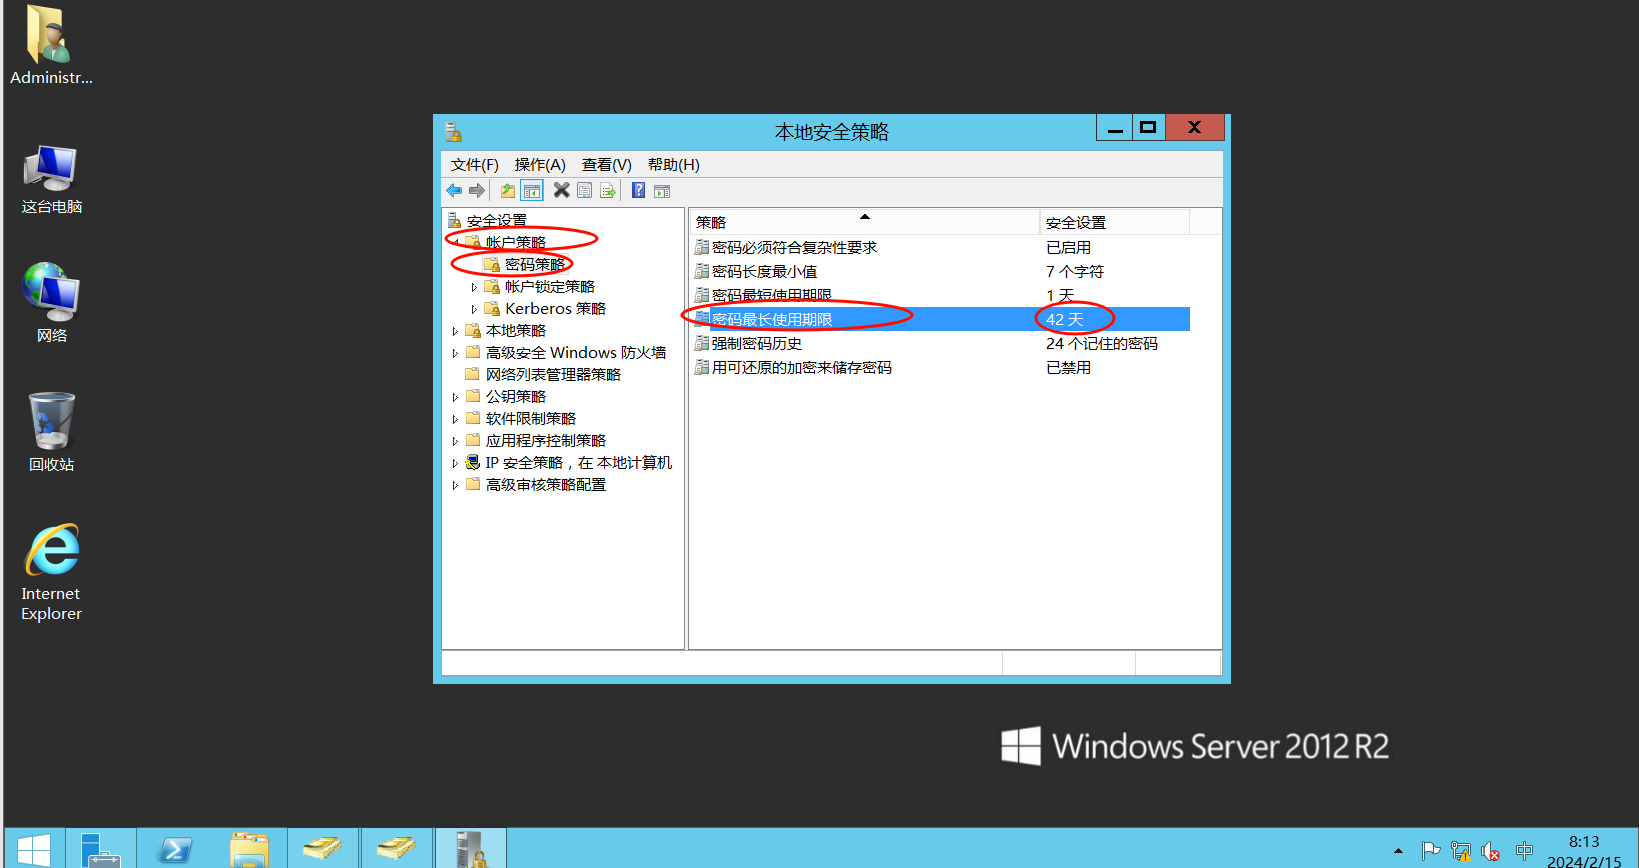 Administr...
这台电脑
网络
回收站
Internet
Explorer
本地安全策略
文件(F) 操作(A) 查看(V) 帮助(H)
安全设置
帐户策略
密码策略
帐户锁定策略
Kerberos 策略
本地策略
高级安全 Windows 防火墙
网络列表管理器策略
公钥策略
软件限制策略
应用程序控制策略
IP 安全策略，在 本地计算机
高级审核策略配置
策略 安全设置
密码必须符合复杂性要求 已启用
密码长度最小值 7 个字符
密码最短使用期限 1 天
密码最长使用期限 42 天
强制密码历史 24 个记住的密码
用可还原的加密来储存密码 已禁用
Windows Server 2012 R2
中
8:13
2024/2/15